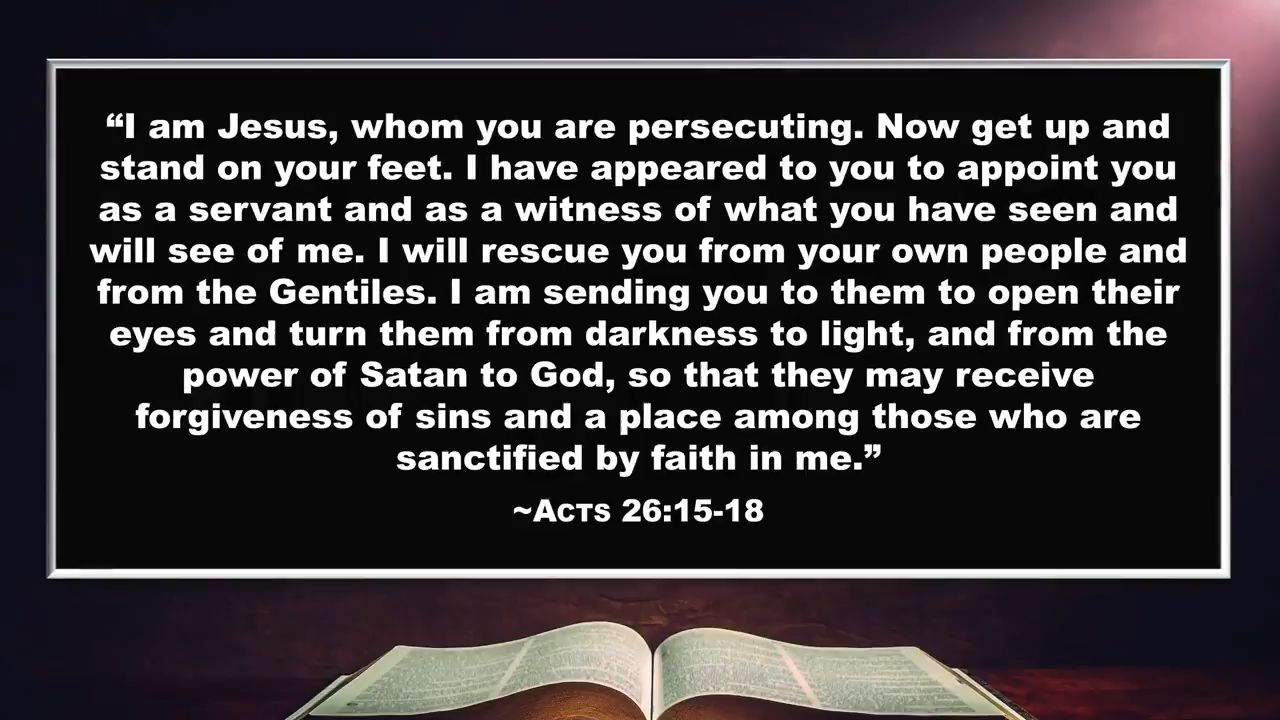 “I am Jesus, whom you are persecuting. Now get up and
stand on your feet. I have appeared to you to appoint you
as a servant and as a witness of what you have seen and
will see of me. I will rescue you from your own people and
from the Gentiles. I am sending you to them to open their
eyes and turn them from darkness to light, and from the
power of Satan to God, so that they may receive
forgiveness of sins and a place among those who are
sanctified by faith in me.”
~Acts 26:15-18